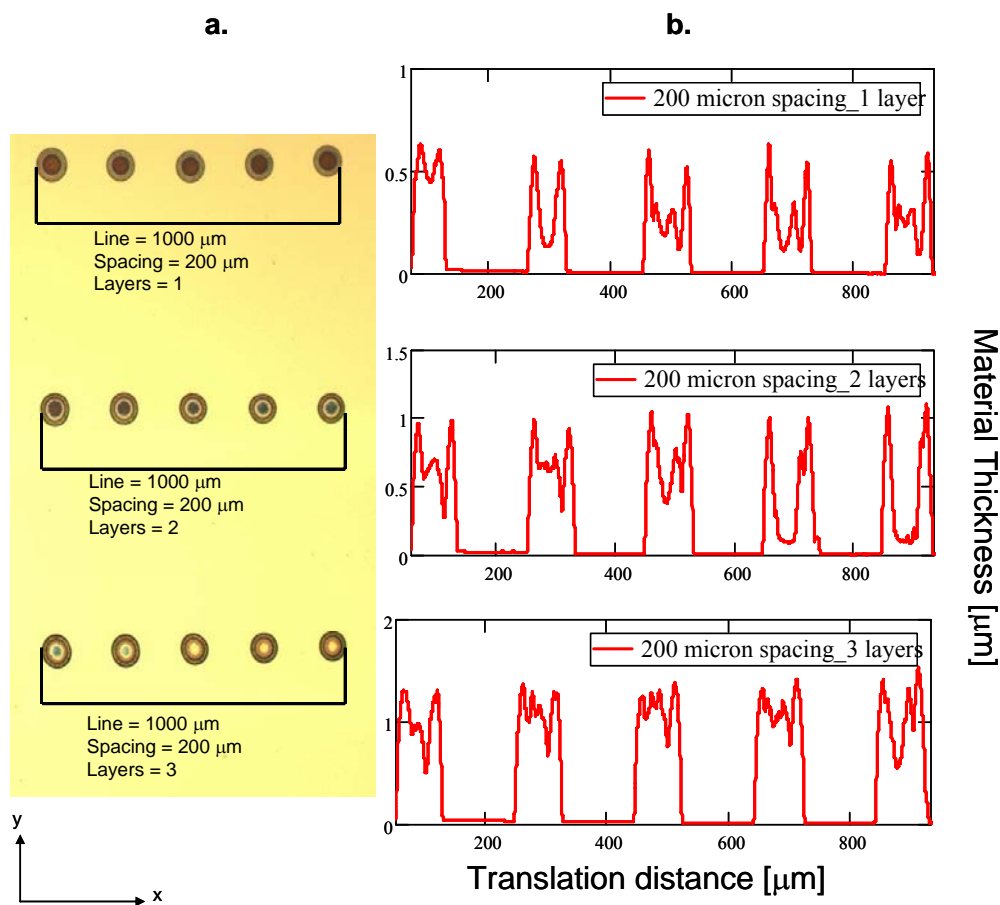 a.
b.
Line = 1000 μm
Spacing = 200 μm
Layers = 1
Line = 1000 μm
Spacing = 200 μm
Layers = 2
Line = 1000 μm
Spacing = 200 μm
Layers = 3
y
x
1
0.5
0
200 micron spacing_1 layer
200
400
600
800
1.5
1
0.5
0
200 micron spacing_2 layers
200
400
600
800
2
1
0
200 micron spacing_3 layers
200
400
600
800
Translation distance [μm]
Material Thickness [μm]